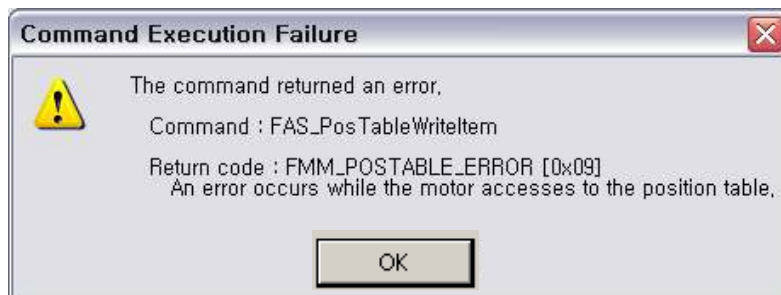 Command Execution Failure
The command returned an error,
Command : FAS_PosTableWriteItem
Return code : FMM_POSTABLE_ERROR [0x09]
An error occurs while the motor accesses to the position table,
OK